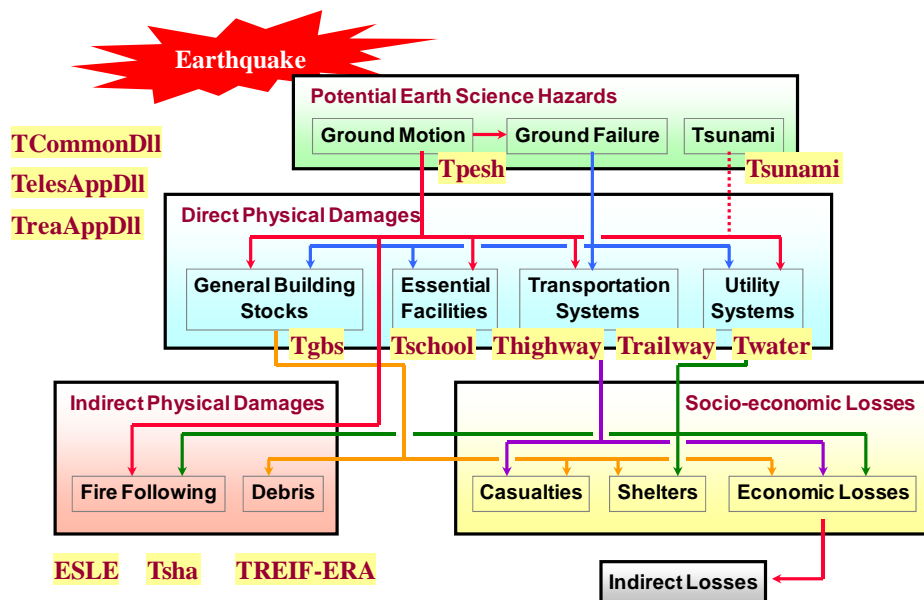 Earthquake
Potential Earth Science Hazards
Ground Motion
Ground Failure
Tsunami
TCommonDll
Tpesh
Tsunami
TelesAppDll
TreaAppDll
Direct Physical Damages
General Building
Stocks
Essential
Facilities
Transportation
Systems
Utility
Systems
Tgbs
Tschool
Thighway
Trailway
Twater
Indirect Physical Damages
Socio-economic Losses
Fire Following
Debris
Casualties
Shelters
Economic Losses
ESLE
Tsha
TREIF-ERA
Indirect Losses